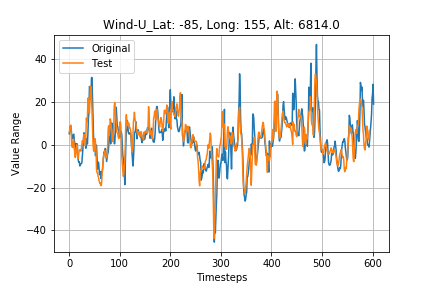 Wind-U_Lat: -85, Long: 155, Alt: 6814.0
Original
Test
Value Range
40
20
0
−20
−40
0 100 200 300 400 500 600
Timesteps